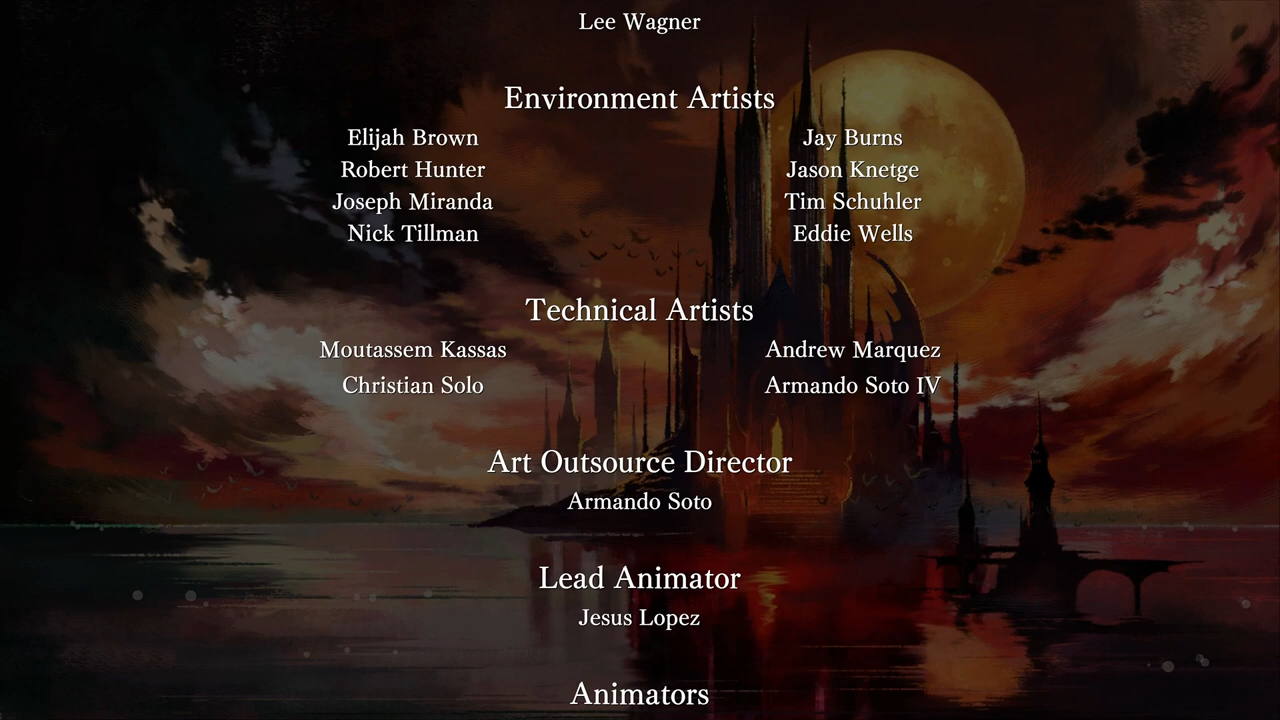 Lee Wagner
Environment Artists
Elijah Brown Jay Burns
Robert Hunter Jason Knetge
Joseph Miranda Tim Schuhler
Nick Tillman Eddie Wells
Technical Artists
Moutassem Kassas Andrew Marquez
Christian Solo Armando Soto IV
Art Outsource Director
Armando Soto
Lead Animator
Jesus Lopez
Animators